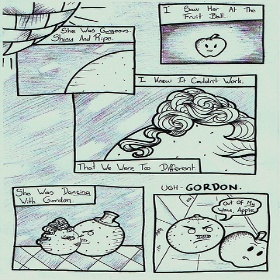 I Saw Her At The
Fruit Ball.
She Was Gorgeous.
Shiny And Ripe.
I Knew It Couldn't Work.
That We Were Too Different
She Was Dancing
With Gordon.
UGH. GORDON.
Out Of My
Way, Apple.